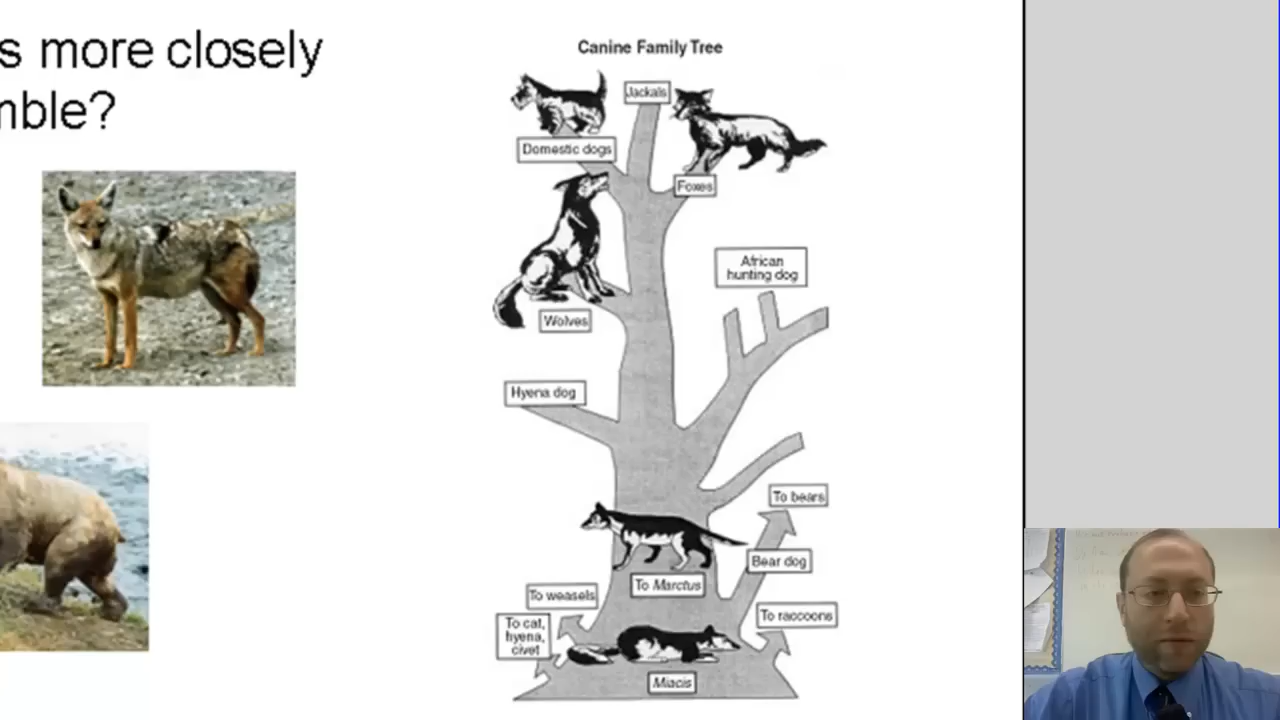 s more closely
mble?
Canine Family Tree
Jackals
Domestic dogs
Foxes
African
hunting dog
Wolves
Hyena dog
To bears
Bear dog
To Marctus
To weasels
To raccoons
To cat,
hyena,
civet
Miacis